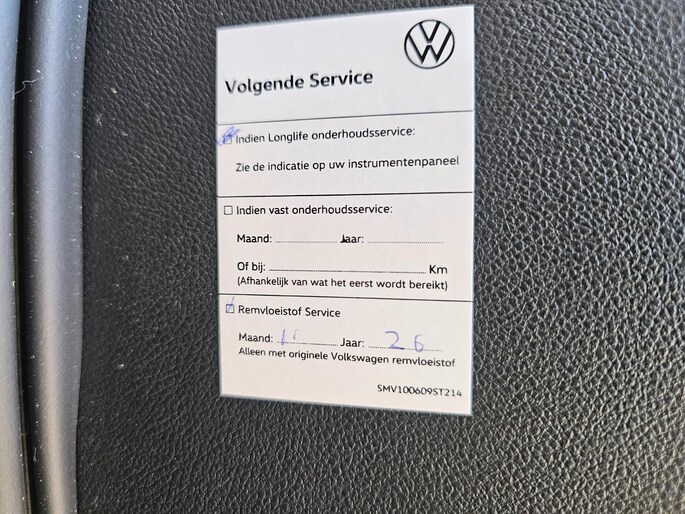 Volgende Service
Indien Longlife onderhoudsservice:
Zie de indicatie op uw instrumentenpaneel
Indien vast onderhoudsservice:
Maand: Jaar:
Of bij: Km
(Afhankelijk van wat het eerst wordt bereikt)
Remvloeistof Service
Maand: 11 Jaar: 26
Alleen met originele Volkswagen remvloeistof
SMV100609ST214